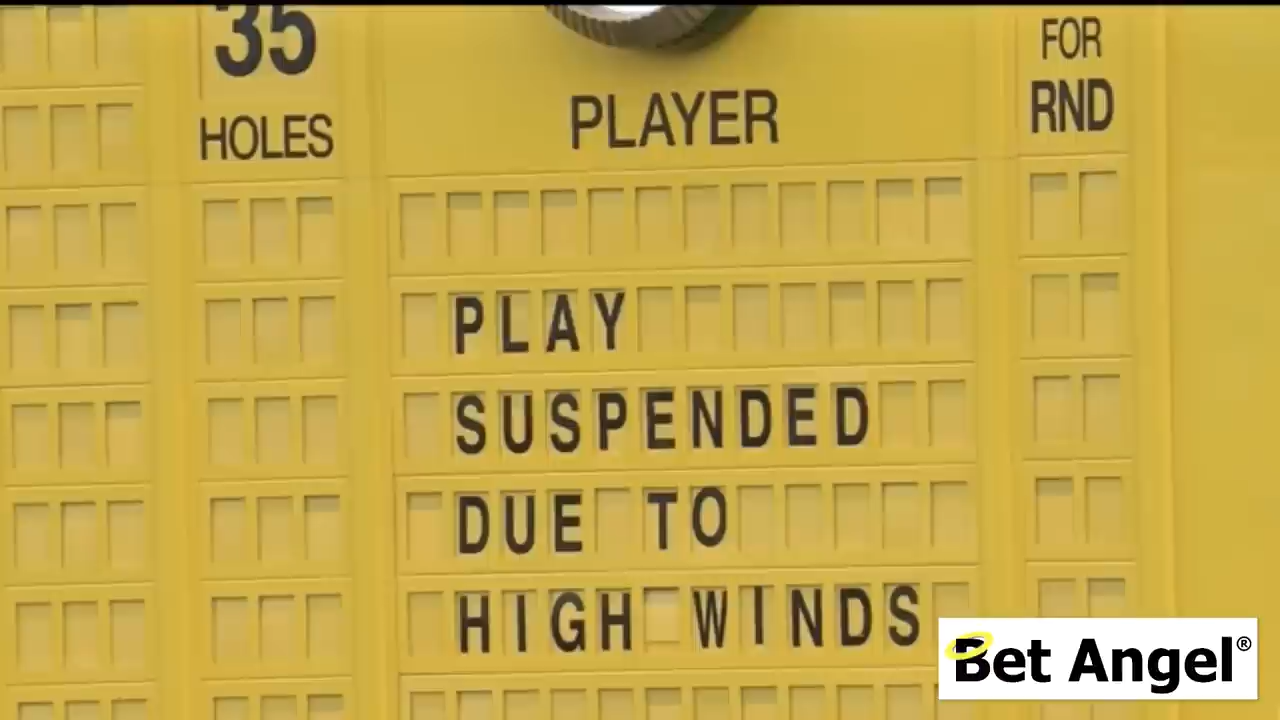 35
HOLES
PLAYER
FOR
RND
PLAY
SUSPENDED
DUE TO
HIGH WINDS
Bet Angel®